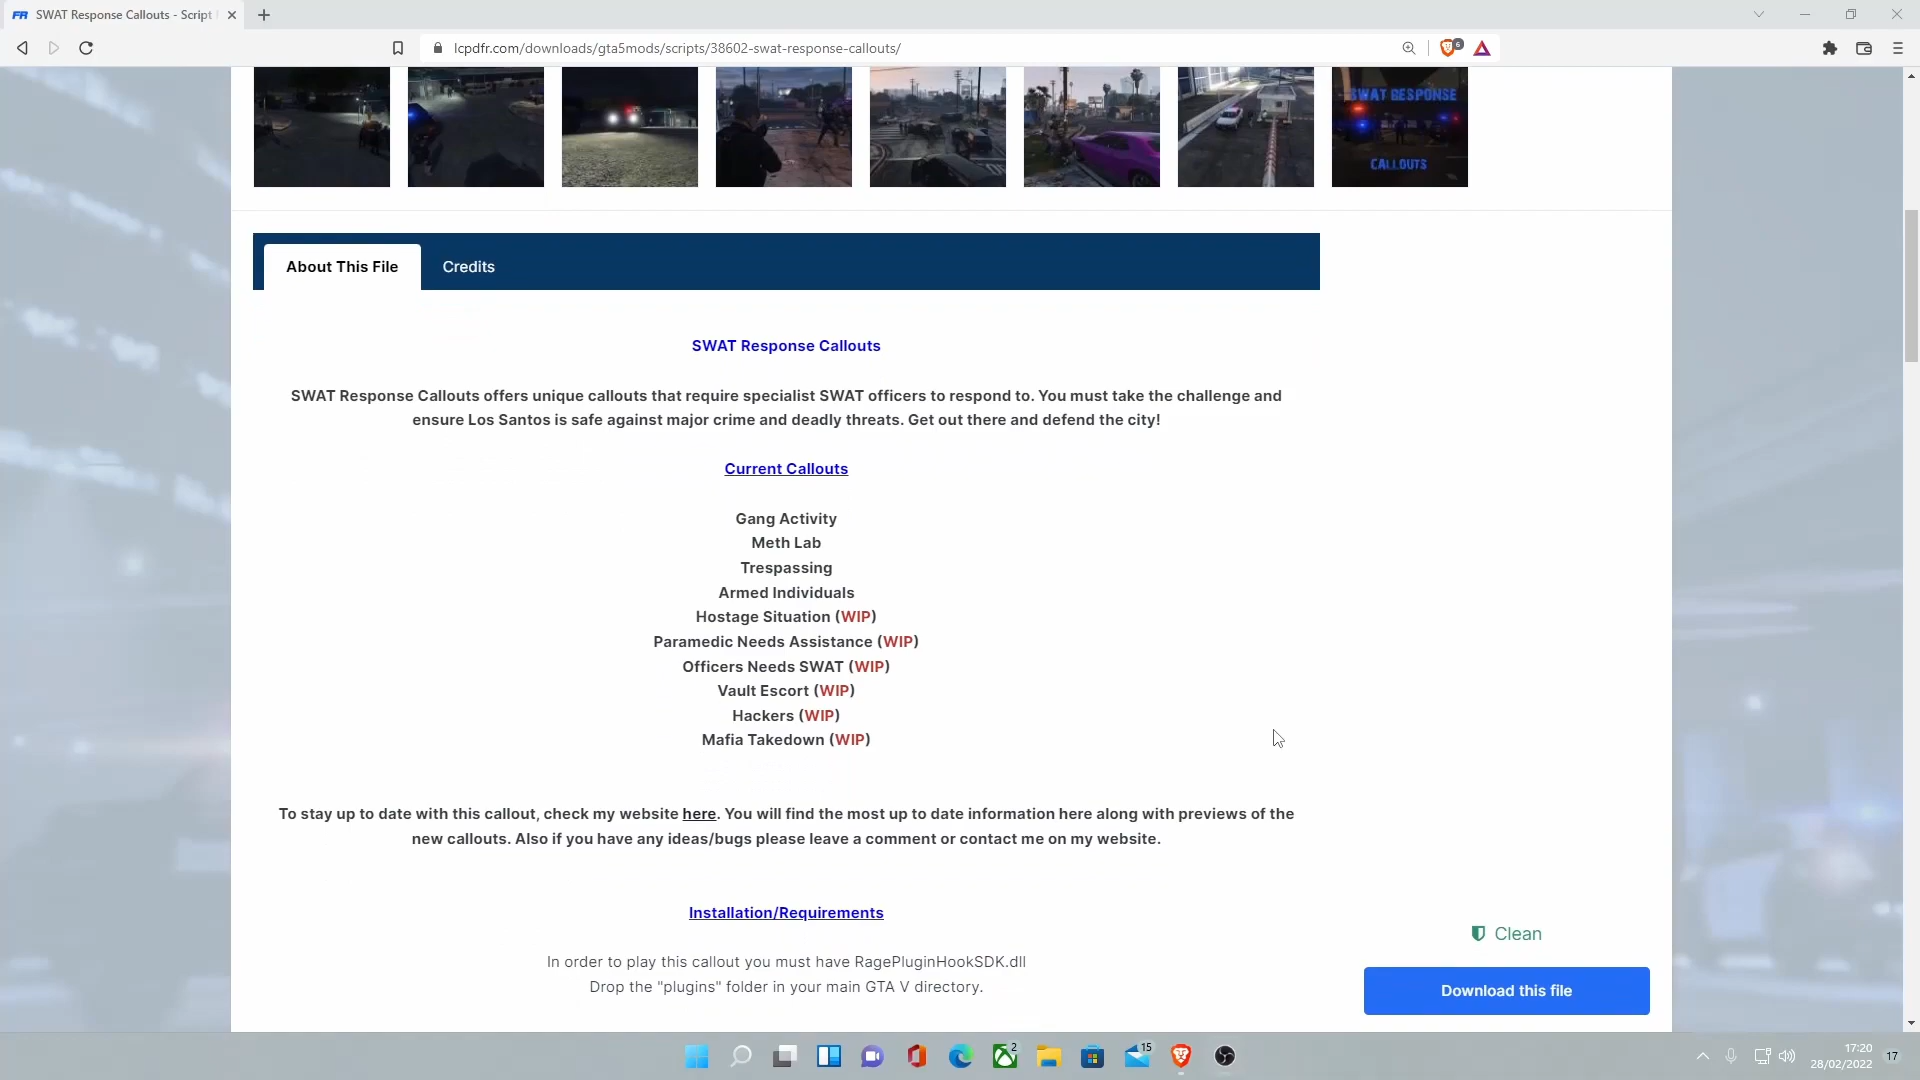 SWAT Response Callouts - Script
lcpdfr.com/downloads/gta5mods/scripts/38602-swat-response-callouts/
6
SWAT RESPONSE
CALLOUTS
About This File
Credits
SWAT Response Callouts
SWAT Response Callouts offers unique callouts that require specialist SWAT officers to respond to. You must take the challenge and
ensure Los Santos is safe against major crime and deadly threats. Get out there and defend the city!
Current Callouts
Gang Activity
Meth Lab
Trespassing
Armed Individuals
Hostage Situation (WIP)
Paramedic Needs Assistance (WIP)
Officers Needs SWAT (WIP)
Vault Escort (WIP)
Hackers (WIP)
Mafia Takedown (WIP)
To stay up to date with this callout, check my website here. You will find the most up to date information here along with previews of the
new callouts. Also if you have any ideas/bugs please leave a comment or contact me on my website.
Installation/Requirements
In order to play this callout you must have RagePluginHookSDK.dll
Drop the "plugins" folder in your main GTA V directory.
Clean
Download this file
2
15
17:20
28/02/2022
17